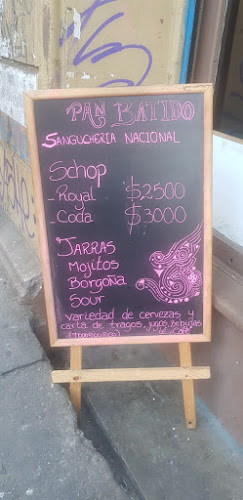 PAN BATIDO
SANGUCHERIA NACIONAL
Schop
- Royal $2500
- Coda $3000
JARRAS
Mojitos
Borgoña
Sour
variedad de cervezas y
carta de tragos, jugos, Bebidas